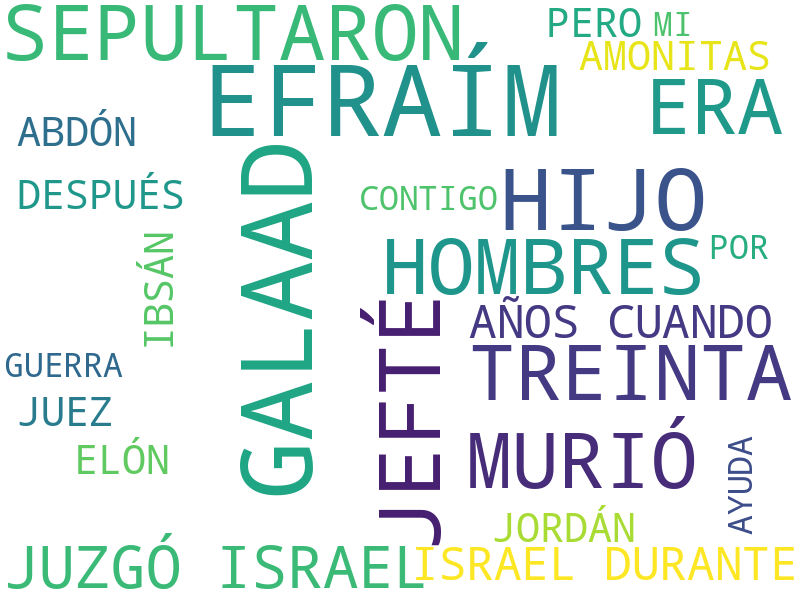 SEPULTARON
PERO
MI
AMONITAS
EFRAÍM
ERA
ABDÓN
DESPUÉS
CONTIGO
HIJO
GALAAD
HOMBRES
POR
IBSÁN
JEFTÉ
AÑOS CUANDO
GUERRA
TREINTA
JUEZ
ELÓN
MURIÓ
AYUDA
JORDÁN
JUZGÓ ISRAEL
ISRAEL DURANTE